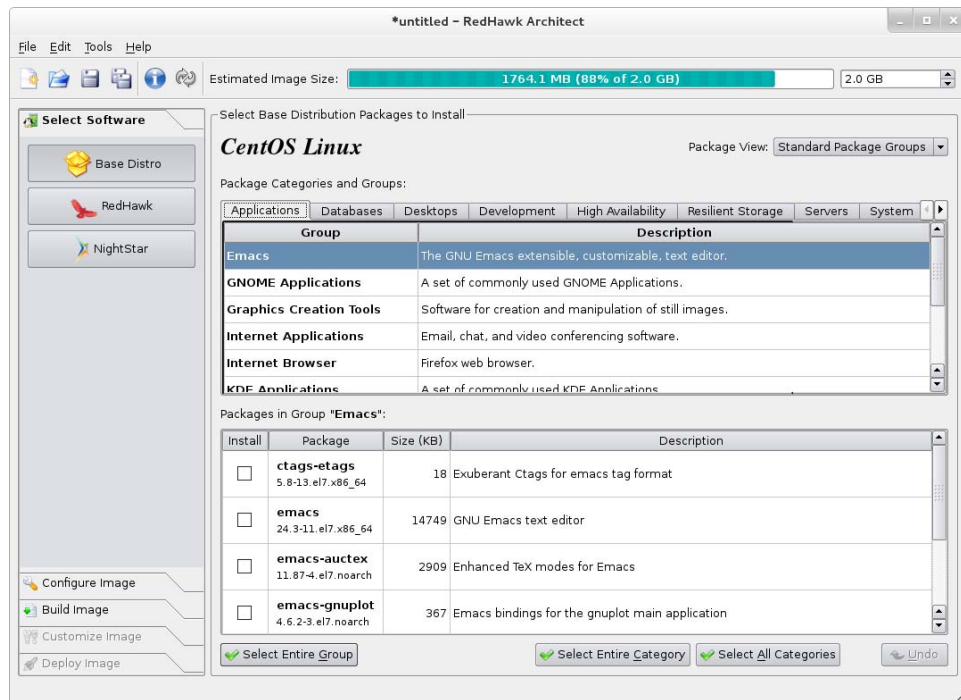 *untitled – RedHawk Architect
File Edit Tools Help
Estimated Image Size: 1764.1 MB (88% of 2.0 GB) 2.0 GB
Select Software
Base Distro
RedHawk
NightStar
Configure Image
Build Image
Customize Image
Deploy Image
Select Base Distribution Packages to Install
CentOS Linux
Package View: Standard Package Groups
Package Categories and Groups:
Applications Databases Desktops Development High Availability Resilient Storage Servers System
Group Description
Emacs The GNU Emacs extensible, customizable, text editor.
GNOME Applications A set of commonly used GNOME Applications.
Graphics Creation Tools Software for creation and manipulation of still images.
Internet Applications Email, chat, and video conferencing software.
Internet Browser Firefox web browser.
KDE Applications A set of commonly used KDE Applications
Packages in Group "Emacs":
Install Package Size (KB) Description
ctags-etags 18 Exuberant Ctags for emacs tag format
5.8-13.el7.x86_64
emacs 14749 GNU Emacs text editor
24.3-11.el7.x86_64
emacs-auctex 2909 Enhanced TeX modes for Emacs
11.87-4.el7.noarch
emacs-gnuplot 367 Emacs bindings for the gnuplot main application
4.6.2-3.el7.noarch
Select Entire Group Select Entire Category Select All Categories Undo